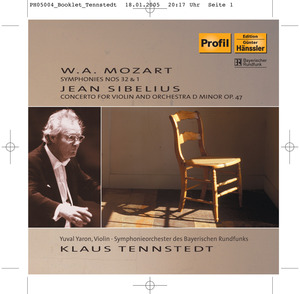 PH05004_Booklet_Tennstedt 18.01.2005 20:17 Uhr Seite 1
Profil
Edition
Günter
Hänssler
Bayerischer
Rundfunk
W.A. MOZART
SYMPHONIES NOS 32 & 1
JEAN SIBELIUS
CONCERTO FOR VIOLIN AND ORCHESTRA D MINOR OP. 47
Yuval Yaron, Violin · Symphonieorchester des Bayerischen Rundfunks
KLAUS TENNSTEDT